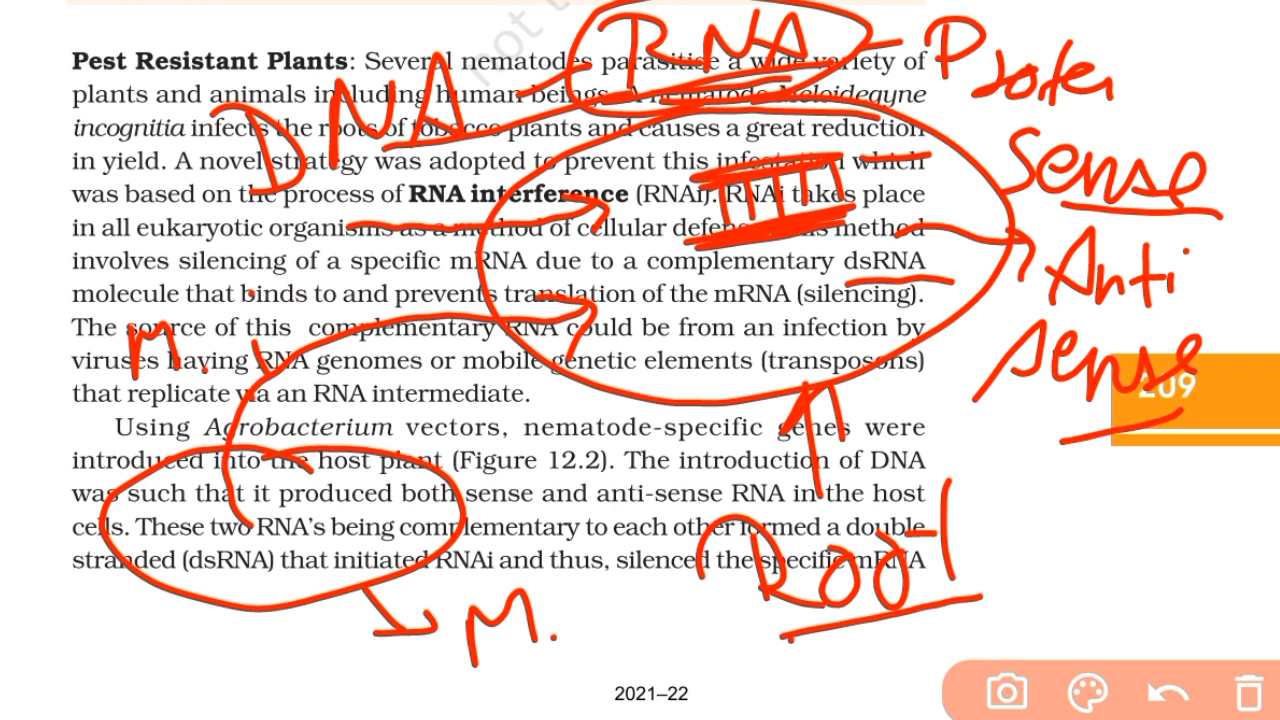 not t
RNA
Protein
DNA
Pest Resistant Plants: Several nematodes parasitise a wide variety of
plants and animals including human beings. A nematode Meloidegyne
incognitia infects the roots of tobacco plants and causes a great reduction
in yield. A novel strategy was adopted to prevent this infestation which
was based on the process of RNA interference (RNAi). RNAi takes place
in all eukaryotic organisms as a method of cellular defense. This method
involves silencing of a specific mRNA due to a complementary dsRNA
molecule that binds to and prevents translation of the mRNA (silencing).
The source of this complementary RNA could be from an infection by
viruses having RNA genomes or mobile genetic elements (transposons)
that replicate via an RNA intermediate.
Using Agrobacterium vectors, nematode-specific genes were
introduced into the host plant (Figure 12.2). The introduction of DNA
was such that it produced both sense and anti-sense RNA in the host
cells. These two RNA's being complementary to each other formed a double
stranded (dsRNA) that initiated RNAi and thus, silenced the specific mRNA
Sense
Anti
sense
209
M.I
Root
M.
2021–22